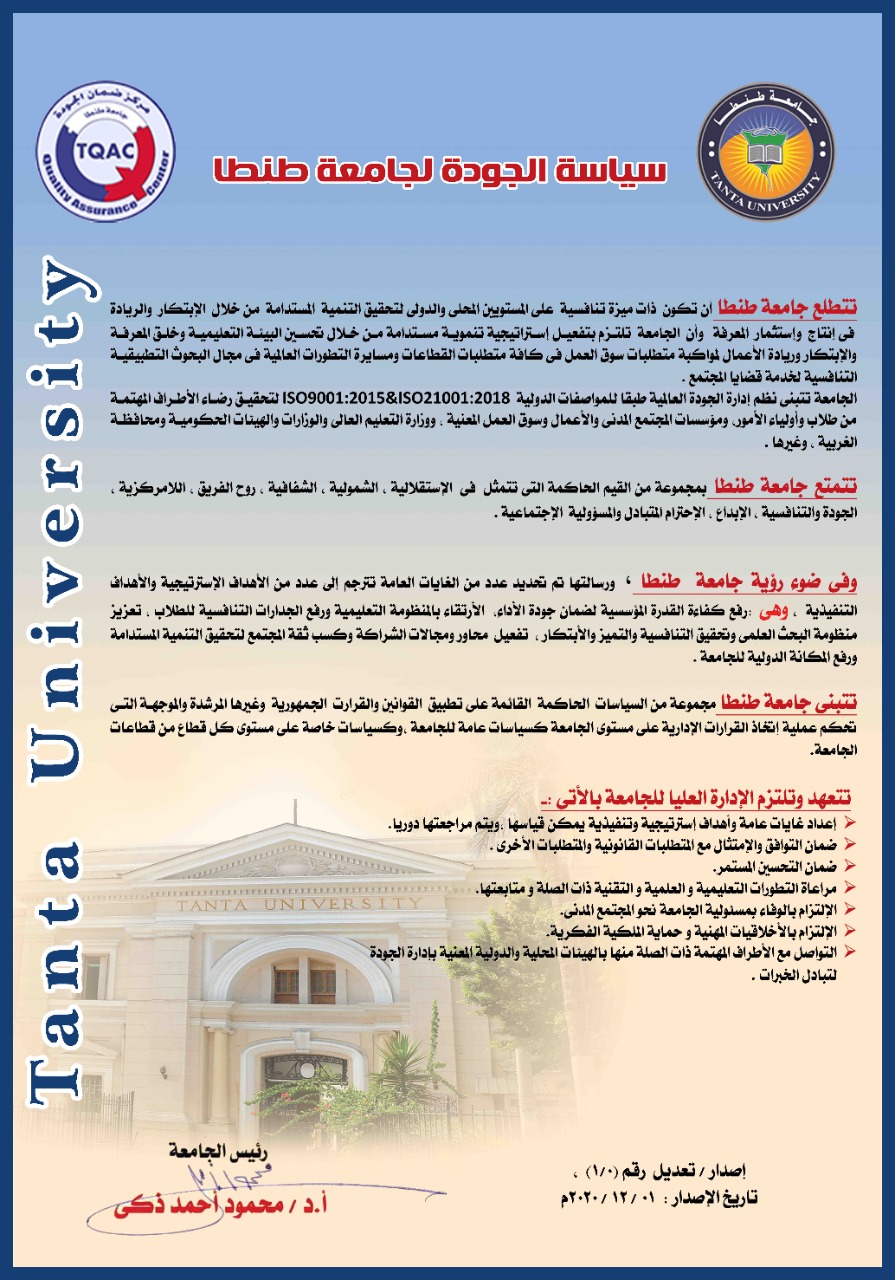 مركز ضمان الجودة
جامعة طنطا
TQAC
Quality Assurance Center
جامعة طنطا
TANTA UNIVERSITY
سياسة الجودة لجامعة طنطا
Tanta University
تتطلع جامعة طنطا أن تكون ذات ميزة تنافسية على المستويين المحلى والدولى لتحقيق التنمية المستدامة من خلال الإبتكار والريادة
فى إنتاج وإستثمار المعرفة وأن الجامعة تلتزم بتفعيل إستراتيجية تنموية مستدامة من خلال تحسين البيئة التعليمية وخلق المعرفة
والإبتكار وريادة الأعمال لمواكبة متطلبات سوق العمل فى كافة متطلبات القطاعات ومسايرة التطورات العالمية فى مجال البحوث التطبيقية
التنافسية لخدمة قضايا المجتمع .
الجامعة تتبنى نظم إدارة الجودة العالمية طبقا للمواصفات الدولية ISO9001:2015&ISO21001:2018 لتحقيق رضاء الأطراف المهتمة
من طلاب وأولياء الأمور، ومؤسسات المجتمع المدنى والأعمال وسوق العمل المعنية ، ووزارة التعليم العالى والوزارات والهيئات الحكومية ومحافظة
الغربية ، وغيرها .
تتمتع جامعة طنطا بمجموعة من القيم الحاكمة التى تتمثل فى الإستقلالية ، الشمولية ، الشفافية ، روح الفريق ، اللامركزية ،
الجودة والتنافسية ، الإبداع ، الإحترام المتبادل والمسؤولية الإجتماعية .
وفى ضوء رؤية جامعة طنطا ، ورسالتها تم تحديد عدد من الغايات العامة تترجم إلى عدد من الأهداف الإستراتيجية والأهداف
التنفيذية ، وهى :رفع كفاءة القدرة المؤسسية لضمان جودة الأداء، الأرتقاء بالمنظومة التعليمية ورفع الجدارات التنافسية للطلاب ، تعزيز
منظومة البحث العلمى وتحقيق التنافسية والتميز والأبتكار ، تفعيل محاور ومجالات الشراكة وكسب ثقة المجتمع لتحقيق التنمية المستدامة
ورفع المكانة الدولية للجامعة .
تتبنى جامعة طنطا مجموعة من السياسات الحاكمة القائمة على تطبيق القوانين والقرارت الجمهورية وغيرها المرشدة والموجهة التى
تحكم عملية إتخاذ القرارات الإدارية على مستوى الجامعة كسياسات عامة للجامعة ،وكسياسات خاصة على مستوى كل قطاع من قطاعات
الجامعة.
تتعهد وتلتزم الإدارة العليا للجامعة بالأتى :-
إعداد غايات عامة وأهداف إستراتيجية وتنفيذية يمكن قياسها ،ويتم مراجعتها دوريا.
ضمان التوافق والإمتثال مع المتطلبات القانونية والمتطلبات الأخرى .
ضمان التحسين المستمر.
مراعاة التطورات التعليمية و العلمية و التقنية ذات الصلة و متابعتها.
الإلتزام بالوفاء بمسئولية الجامعة نحو المجتمع المدنى.
الإلتزام بالأخلاقيات المهنية و حماية الملكية الفكرية.
التواصل مع الأطراف المهتمة ذات الصلة منها بالهيئات المحلية والدولية المعنية بإدارة الجودة
لتبادل الخبرات .
TANTA UNIVERSITY
إصدار / تعديل رقم (١/٠) ،
تاريخ الإصدار : ٢٠٢٠/١٢/٠١م
رئيس الجامعة
أ.د / محمود أحمد ذكى